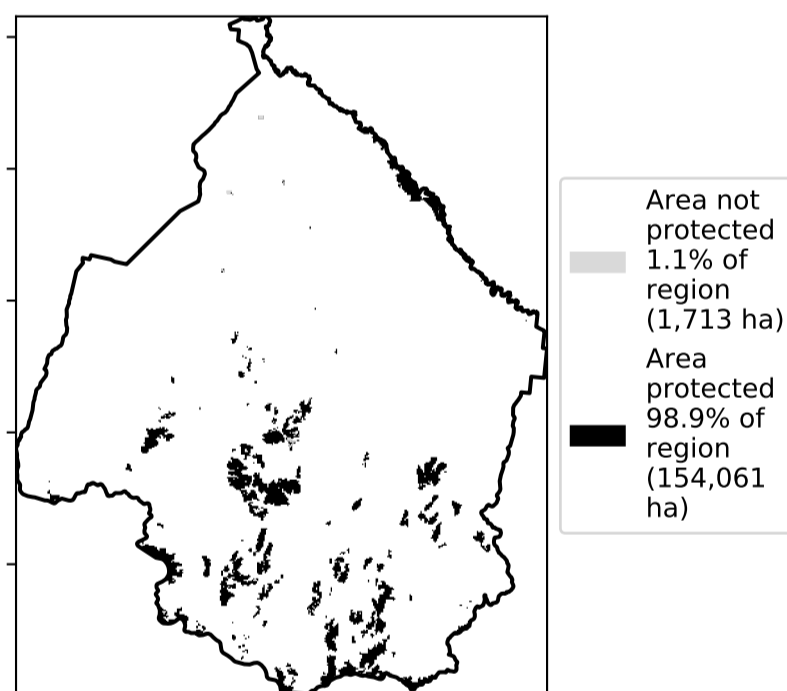 Area not
protected
1.1% of
region
(1,713 ha)
Area
protected
98.9% of
region
(154,061
ha)